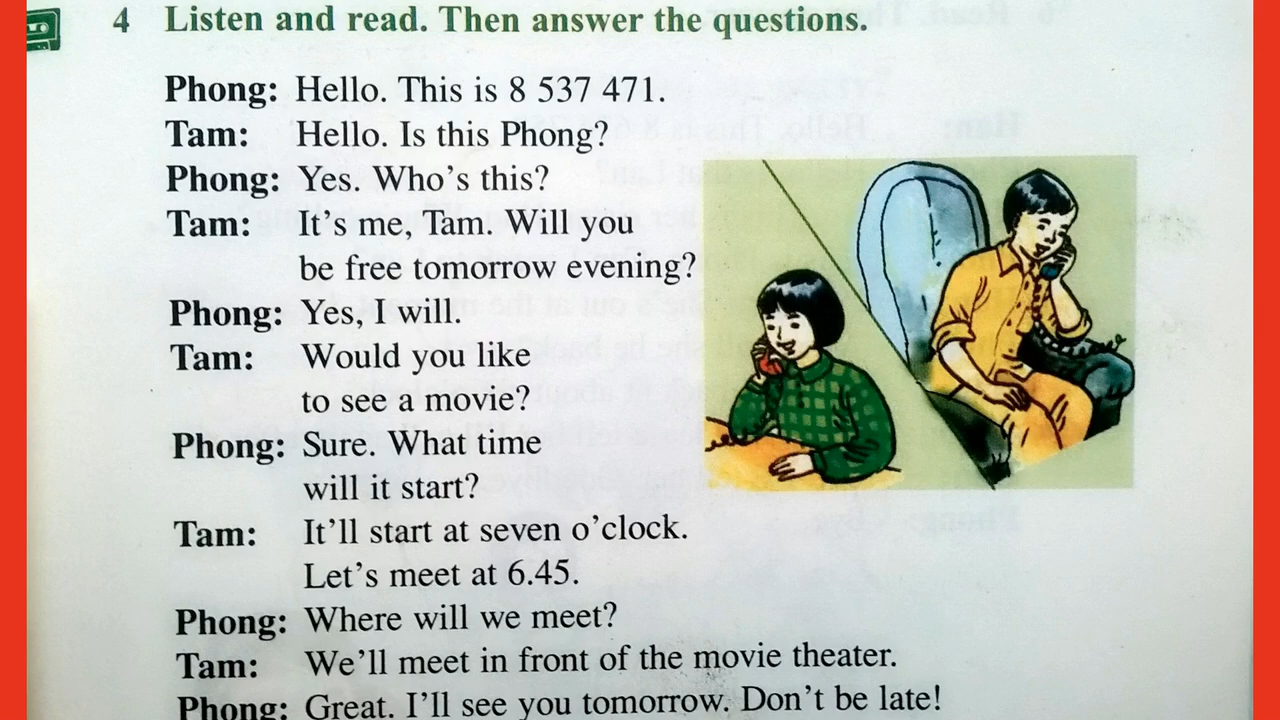 4 Listen and read. Then answer the questions.
Phong: Hello. This is 8 537 471.
Tam: Hello. Is this Phong?
Phong: Yes. Who's this?
Tam: It's me, Tam. Will you
be free tomorrow evening?
Phong: Yes, I will.
Tam: Would you like
to see a movie?
Phong: Sure. What time
will it start?
Tam: It'll start at seven o'clock.
Let's meet at 6.45.
Phong: Where will we meet?
Tam: We'll meet in front of the movie theater.
Phong: Great. I'll see you tomorrow. Don't be late!